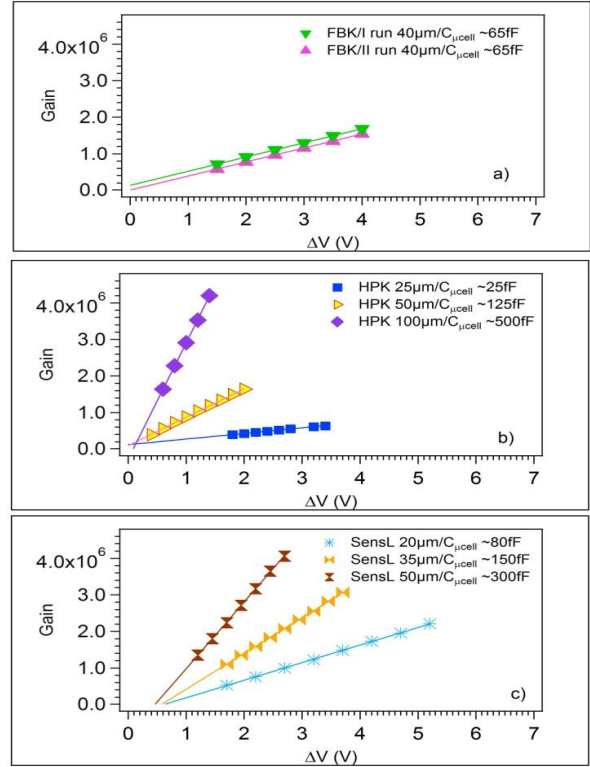 4.0x10⁶
3.0
2.0
1.0
0.0
Gain
FBK/I run 40µm/Cµcell ~65fF
FBK/II run 40µm/Cµcell ~65fF
a)
0 1 2 3 4 5 6 7
ΔV (V)
4.0x10⁶
3.0
2.0
1.0
0.0
Gain
HPK 25µm/Cµcell ~25fF
HPK 50µm/Cµcell ~125fF
HPK 100µm/Cµcell ~500fF
b)
0 1 2 3 4 5 6 7
ΔV (V)
4.0x10⁶
3.0
2.0
1.0
0.0
Gain
SensL 20µm/Cµcell ~80fF
SensL 35µm/Cµcell ~150fF
SensL 50µm/Cµcell ~300fF
c)
0 1 2 3 4 5 6 7
ΔV (V)